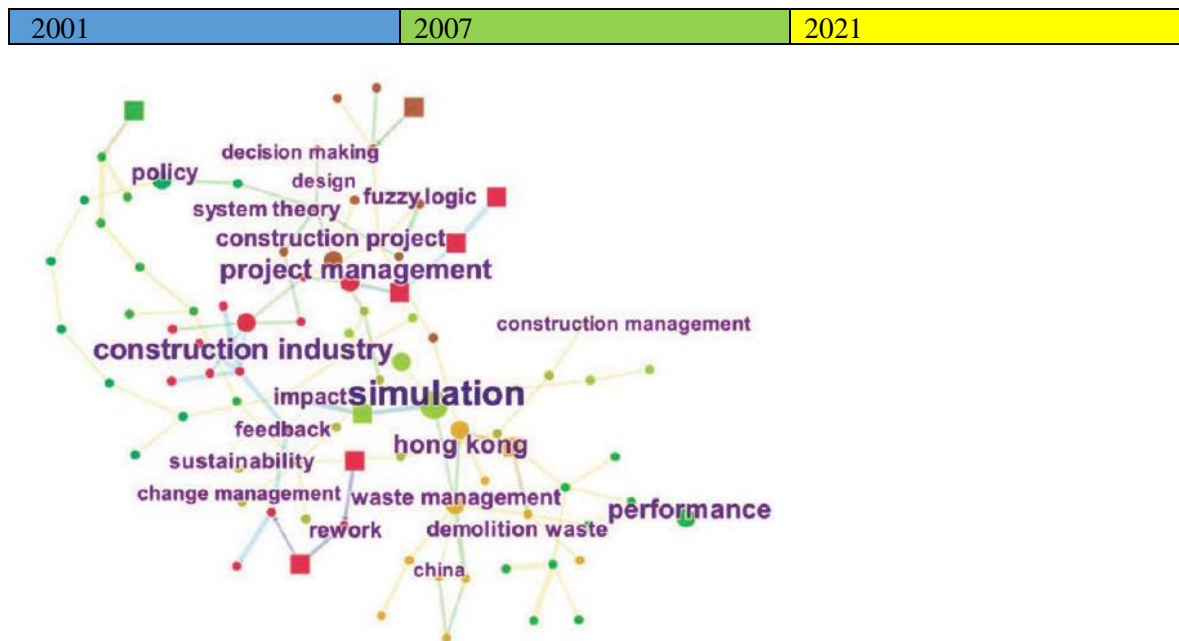 2001 2007 2021
decision making
policy
design
fuzzy logic
system theory
construction project
project management
construction management
construction industry
impact
simulation
feedback
hong kong
sustainability
change management
waste management
performance
rework
demolition waste
china